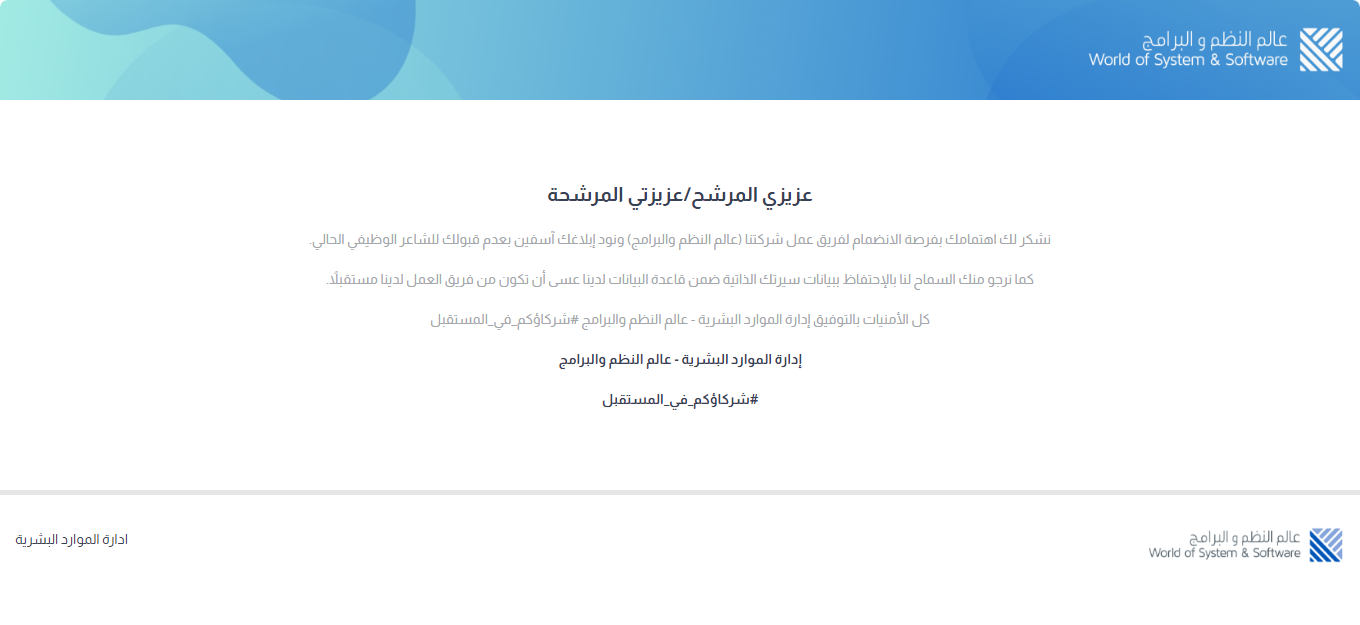 عالم النظم و البرامج
World of System & Software
عزيزي المرشح/عزيزتي المرشحة
نشكر لك اهتمامك بفرصة الانضمام لفريق عمل شركتنا (عالم النظم والبرامج) ونود إبلاغك آسفين بعدم قبولك للشاعر الوظيفي الحالي.
كما نرجو منك السماح لنا بالإحتفاظ ببيانات سيرتك الذاتية ضمن قاعدة البيانات لدينا عسى أن تكون من فريق العمل لدينا مستقبلاً.
كل الأمنيات بالتوفيق إدارة الموارد البشرية - عالم النظم والبرامج #شركاؤكم_في_المستقبل
إدارة الموارد البشرية - عالم النظم والبرامج
#شركاؤكم_في_المستقبل
عالم النظم و البرامج
World of System & Software
ادارة الموارد البشرية